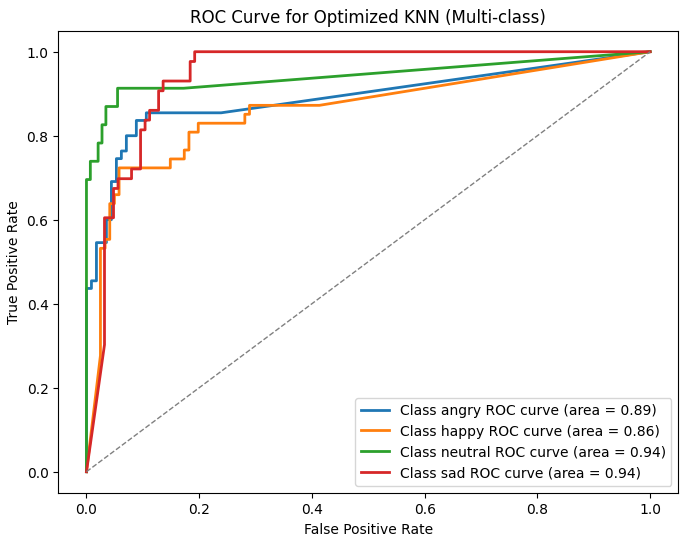 ROC Curve for Optimized KNN (Multi-class)
True Positive Rate
1.0
0.8
0.6
0.4
0.2
0.0
Class angry ROC curve (area = 0.89)
Class happy ROC curve (area = 0.86)
Class neutral ROC curve (area = 0.94)
Class sad ROC curve (area = 0.94)
0.0 0.2 0.4 0.6 0.8 1.0
False Positive Rate